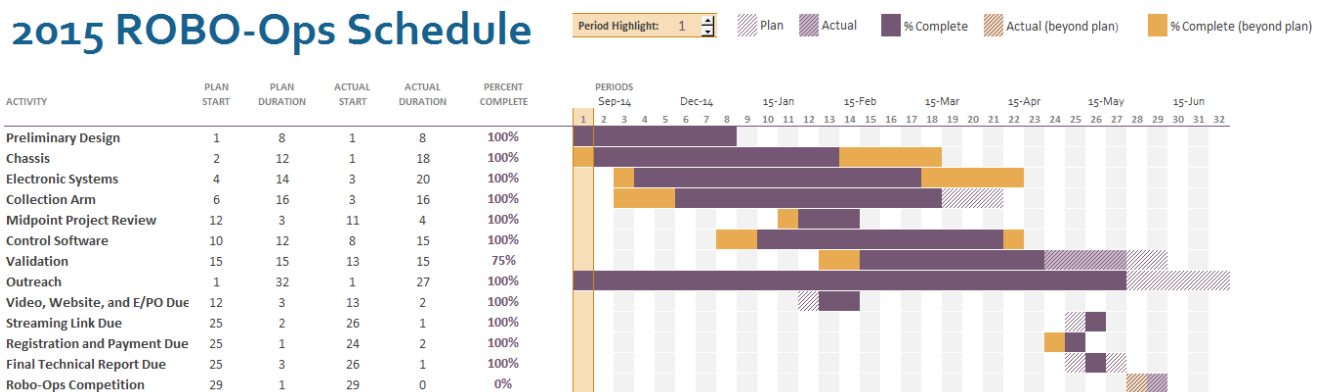 2015 ROBO-Ops Schedule
Period Highlight: 1 Plan Actual % Complete Actual (beyond plan) % Complete (beyond plan)
PLAN PLAN ACTUAL ACTUAL PERCENT PERIODS
ACTIVITY START DURATION START DURATION COMPLETE Sep-14 Dec-14 15-Jan 15-Feb 15-Mar 15-Apr 15-May 15-Jun
1 2 3 4 5 6 7 8 9 10 11 12 13 14 15 16 17 18 19 20 21 22 23 24 25 26 27 28 29 30 31 32
Preliminary Design 1 8 1 8 100%
Chassis 2 12 1 18 100%
Electronic Systems 4 14 3 20 100%
Collection Arm 6 16 3 16 100%
Midpoint Project Review 12 3 11 4 100%
Control Software 10 12 8 15 100%
Validation 15 15 13 15 75%
Outreach 1 32 1 27 100%
Video, Website, and E/PO Due 12 3 13 2 100%
Streaming Link Due 25 2 26 1 100%
Registration and Payment Due 25 1 24 2 100%
Final Technical Report Due 25 3 26 1 100%
Robo-Ops Competition 29 1 29 0 0%